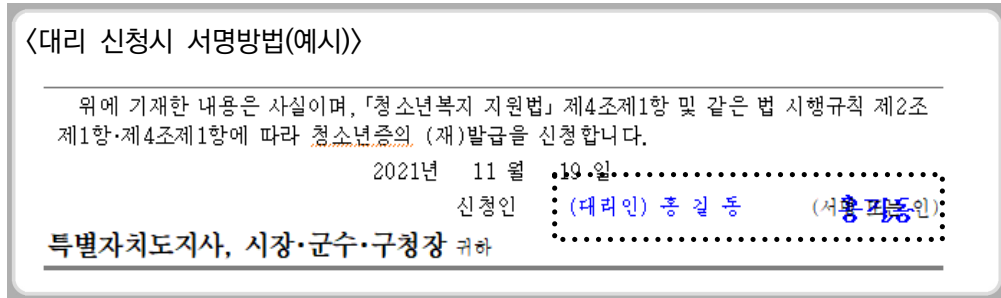 〈대리 신청시 서명방법(예시)〉
위에 기재한 내용은 사실이며, 「청소년복지 지원법」 제4조제1항 및 같은 법 시행규칙 제2조
제1항·제4조제1항에 따라 청소년증의 (재)발급을 신청합니다.
2021년 11 월 19 일
신청인 (대리인) 홍 길 동 (서명 또는 인)
특별자치도지사, 시장·군수·구청장 귀하